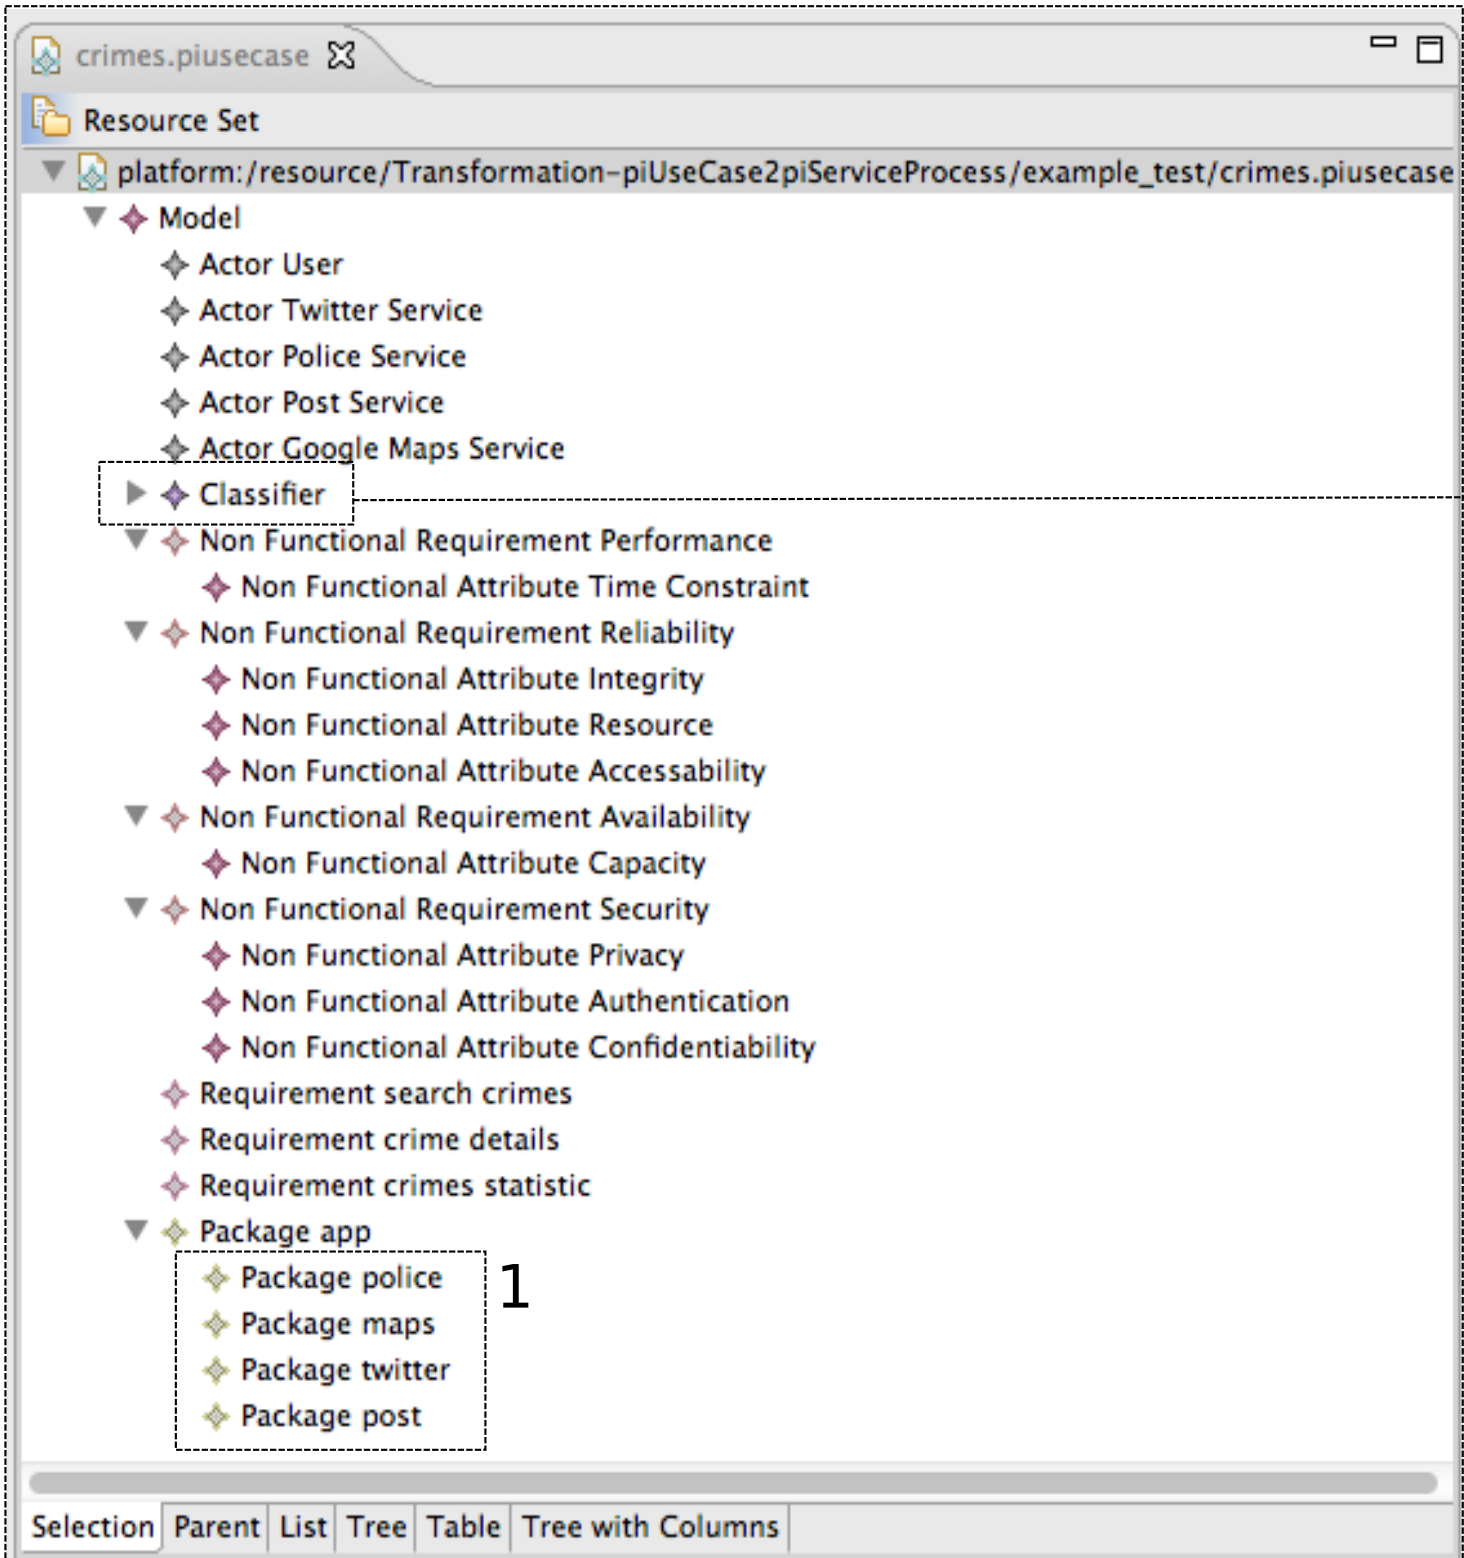 crimes.piusecase
Resource Set
platform:/resource/Transformation-piUseCase2piServiceProcess/example_test/crimes.piusecase
Model
Actor User
Actor Twitter Service
Actor Police Service
Actor Post Service
Actor Google Maps Service
Classifier
Non Functional Requirement Performance
Non Functional Attribute Time Constraint
Non Functional Requirement Reliability
Non Functional Attribute Integrity
Non Functional Attribute Resource
Non Functional Attribute Accessability
Non Functional Requirement Availability
Non Functional Attribute Capacity
Non Functional Requirement Security
Non Functional Attribute Privacy
Non Functional Attribute Authentication
Non Functional Attribute Confidentiability
Requirement search crimes
Requirement crime details
Requirement crimes statistic
Package app
Package police 1
Package maps
Package twitter
Package post
Selection Parent List Tree Table Tree with Columns